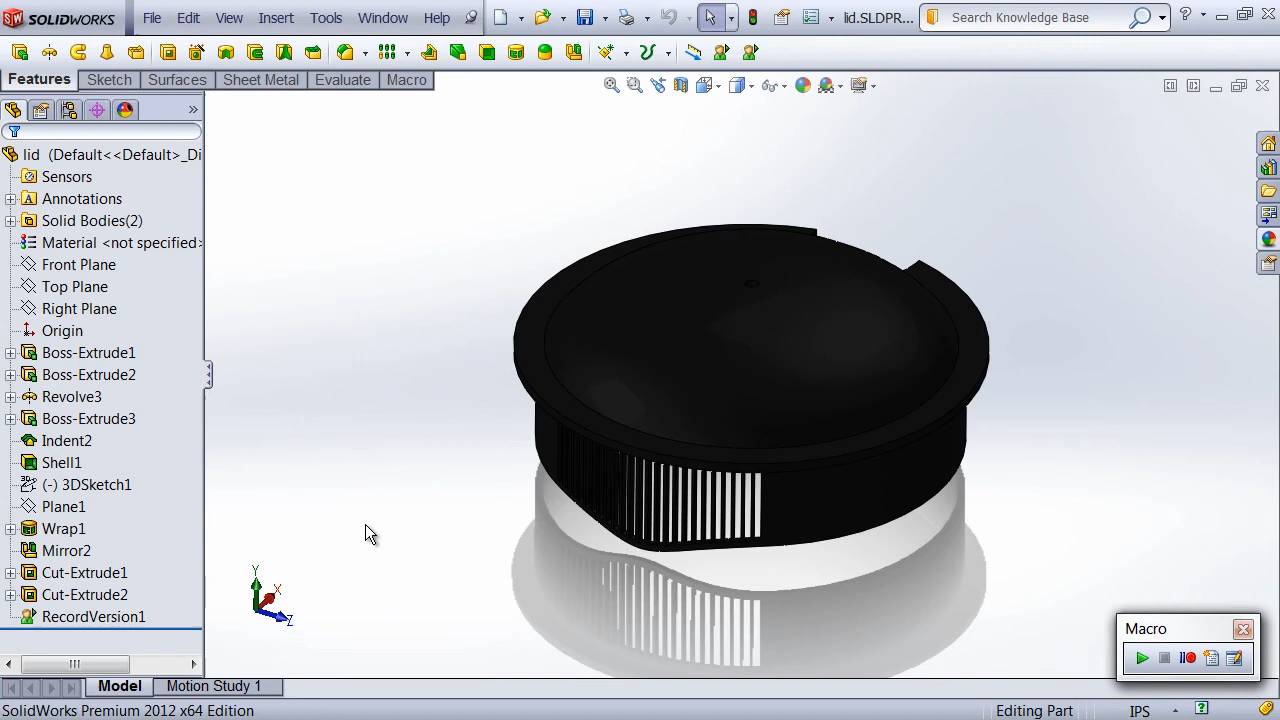 SOLIDWORKS File Edit View Insert Tools Window Help lid.SLDPR... Search Knowledge Base ?
Features Sketch Surfaces Sheet Metal Evaluate Macro
»
lid (Default<<Default>_Di
Sensors
A Annotations
Solid Bodies(2)
Material <not specified>
Front Plane
Top Plane
Right Plane
Origin
Boss-Extrude1
Boss-Extrude2
Revolve3
Boss-Extrude3
Indent2
Shell1
(-) 3DSketch1
Plane1
Wrap1
Mirror2
Cut-Extrude1
Cut-Extrude2
RecordVersion1
Y
X
Z
Macro
Model Motion Study 1
SolidWorks Premium 2012 x64 Edition Editing Part IPS ?